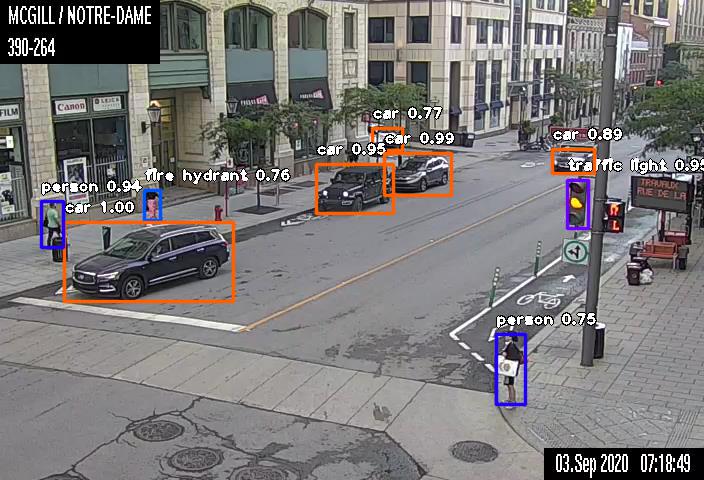 MCGILL / NOTRE-DAME
390-264
car 0.77
car 0.99
car 0.95
car 0.89
traffic light 0.95
fire hydrant 0.76
person 0.94
car 1.00
person 0.75
FILM
Canon
TRAVAUX
RUE DE LA
03.Sep 2020 07:18:49